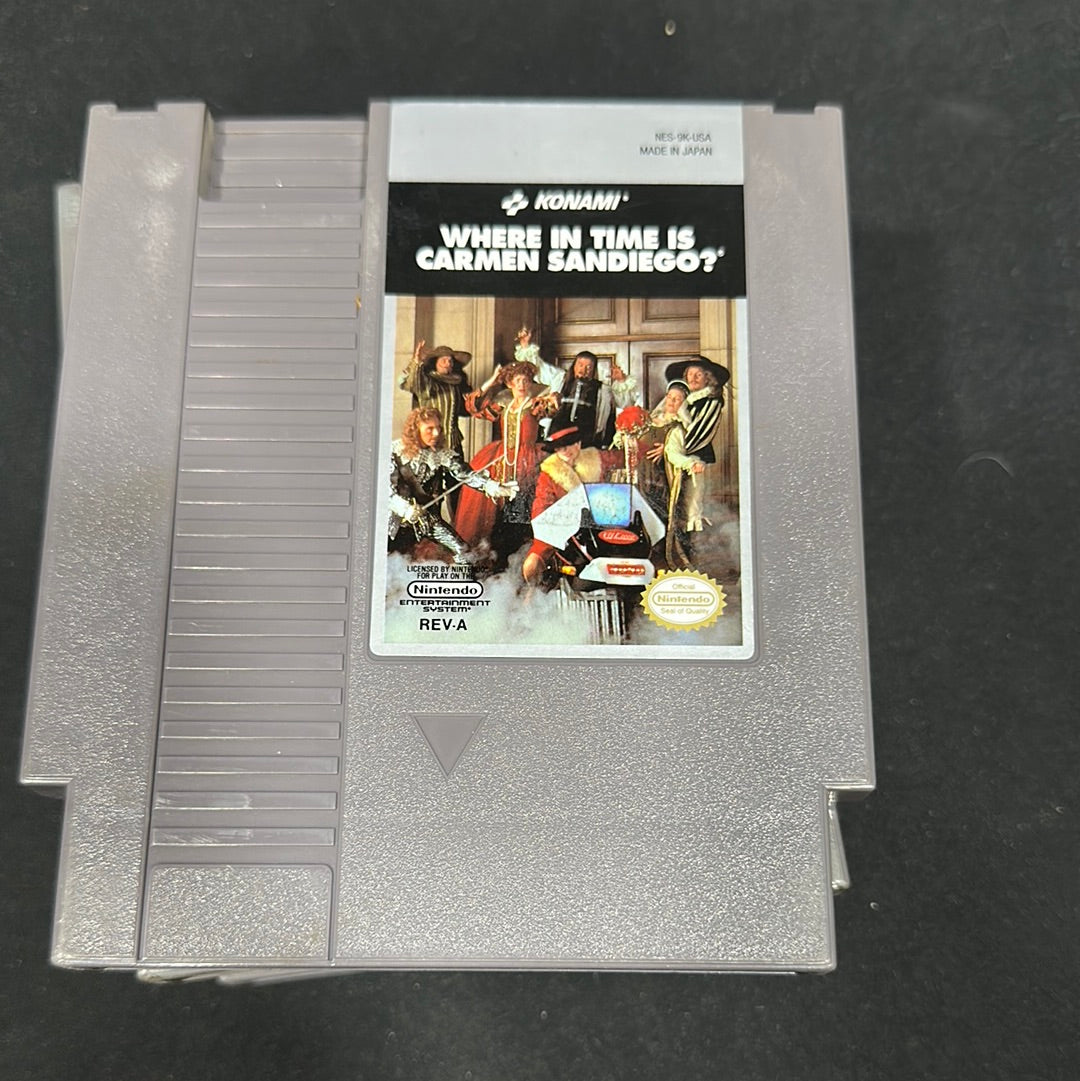 NES-9K-USA
MADE IN JAPAN
KONAMI®
WHERE IN TIME IS
CARMEN SANDIEGO?
LICENSED BY NINTENDO
FOR PLAY ON THE
Nintendo
ENTERTAINMENT
SYSTEM®
REV-A
Official
Nintendo
Seal of Quality